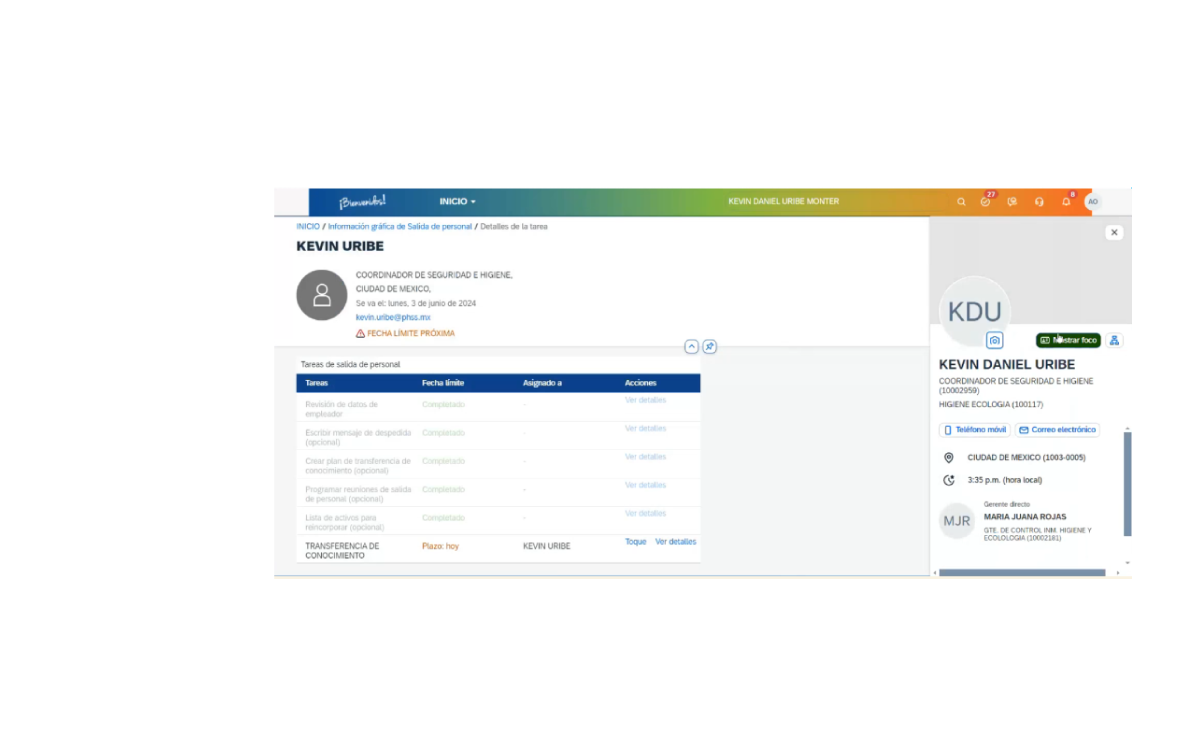 ¡Bienvenidos!
INICIO
KEVIN DANIEL URIBE MONTER
27
8
AO
INICIO / Información gráfica de Salida de personal / Detalles de la tarea
KEVIN URIBE
COORDINADOR DE SEGURIDAD E HIGIENE,
CIUDAD DE MEXICO,
Se va el: lunes, 3 de junio de 2024
kevin.uribe@phss.mx
FECHA LÍMITE PRÓXIMA
Tareas de salida de personal
Tareas Fecha límite Asignado a Acciones
Revisión de datos de empleador Completado - Ver detalles
Escribir mensaje de despedida (opcional) Completado - Ver detalles
Crear plan de transferencia de conocimiento (opcional) Completado - Ver detalles
Programar reuniones de salida de personal (opcional) Completado - Ver detalles
Lista de activos para reincorporar (opcional) Completado - Ver detalles
TRANSFERENCIA DE CONOCIMIENTO Plazo: hoy KEVIN URIBE Toque Ver detalles
KDU
Mostrar foco
KEVIN DANIEL URIBE
COORDINADOR DE SEGURIDAD E HIGIENE
(10002959)
HIGIENE ECOLOGIA (100117)
Teléfono móvil Correo electrónico
CIUDAD DE MEXICO (1003-0005)
3:35 p.m. (hora local)
Gerente directo
MJR
MARIA JUANA ROJAS
GTE. DE CONTROL INM. HIGIENE Y
ECOLOLOGIA (10002181)